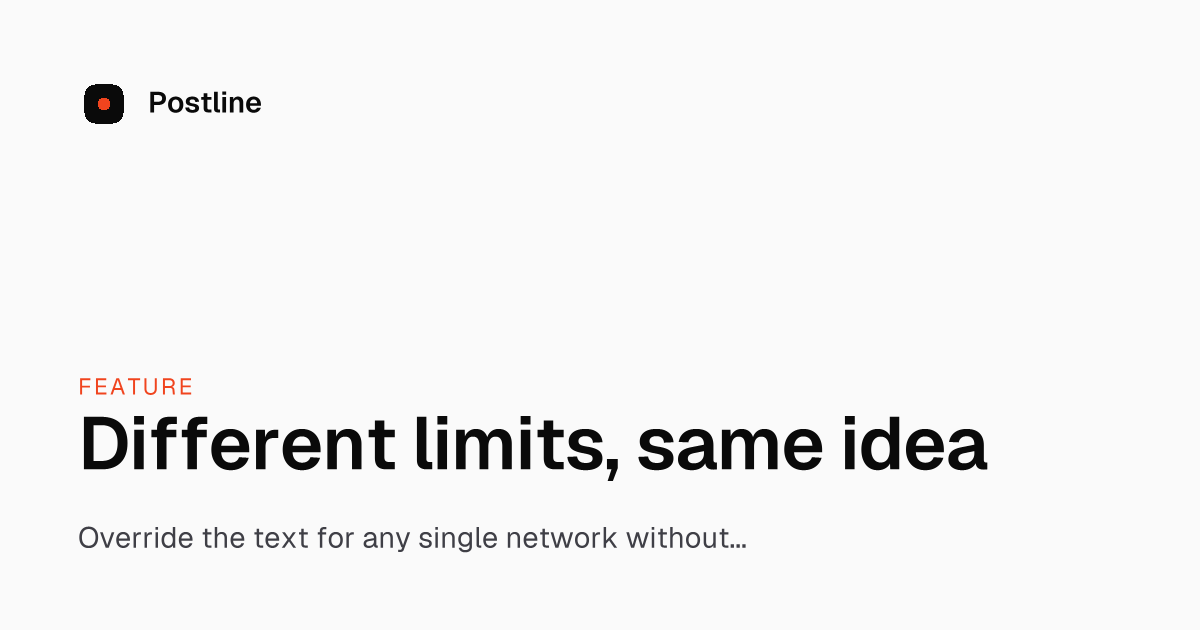 Postline
FEATURE
Different limits, same idea
Override the text for any single network without…